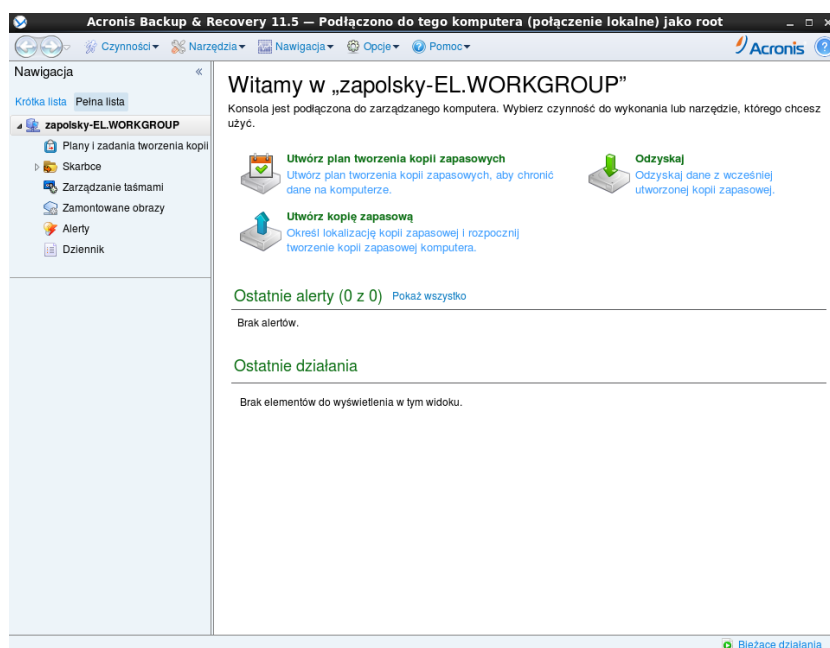 Acronis Backup & Recovery 11.5 — Podłączono do tego komputera (połączenie lokalne) jako root
Czynności Narzędzia Nawigacja Opcje Pomoc Acronis
Nawigacja
Krótka lista Pełna lista
zapolsky-EL.WORKGROUP
Plany i zadania tworzenia kopii
Skarbce
Zarządzanie taśmami
Zamontowane obrazy
Alerty
Dziennik
Witamy w „zapolsky-EL.WORKGROUP”
Konsola jest podłączona do zarządzanego komputera. Wybierz czynność do wykonania lub narzędzie, którego chcesz
użyć.
Utwórz plan tworzenia kopii zapasowych
Utwórz plan tworzenia kopii zapasowych, aby chronić
dane na komputerze.
Odzyskaj
Odzyskaj dane z wcześniej
utworzonej kopii zapasowej.
Utwórz kopię zapasową
Określ lokalizację kopii zapasowej i rozpocznij
tworzenie kopii zapasowej komputera.
Ostatnie alerty (0 z 0) Pokaż wszystko
Brak alertów.
Ostatnie działania
Brak elementów do wyświetlenia w tym widoku.
Bieżące działania